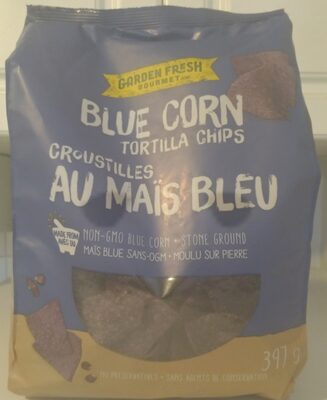 GARDEN FRESH
GOURMET
BLUE CORN
TORTILLA CHIPS
CROUSTILLES
AU MAÏS BLEU
MADE FROM
NON-GMO BLUE CORN • STONE GROUND
MAÏS BLEU SANS-OGM • MOULU SUR PIERRE
397 g
NO PRESERVATIVES • SANS AGENTS DE CONSERVATION